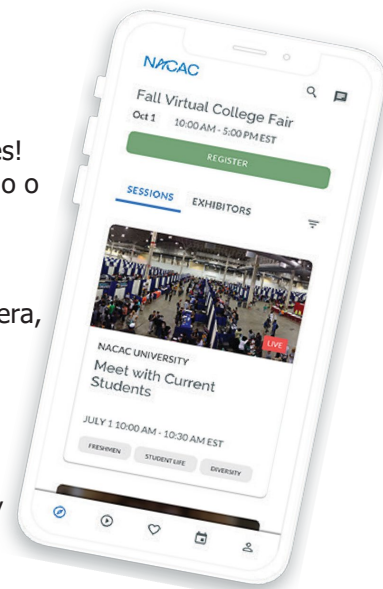 es!
o o
era,
y
NACAC
Fall Virtual College Fair
Oct 1 10:00 AM - 5:00 PM EST
REGISTER
SESSIONS EXHIBITORS
LIVE
NACAC UNIVERSITY
Meet with Current
Students
JULY 1 10:00 AM - 10:30 AM EST
FRESHMEN STUDENT LIFE DIVERSITY